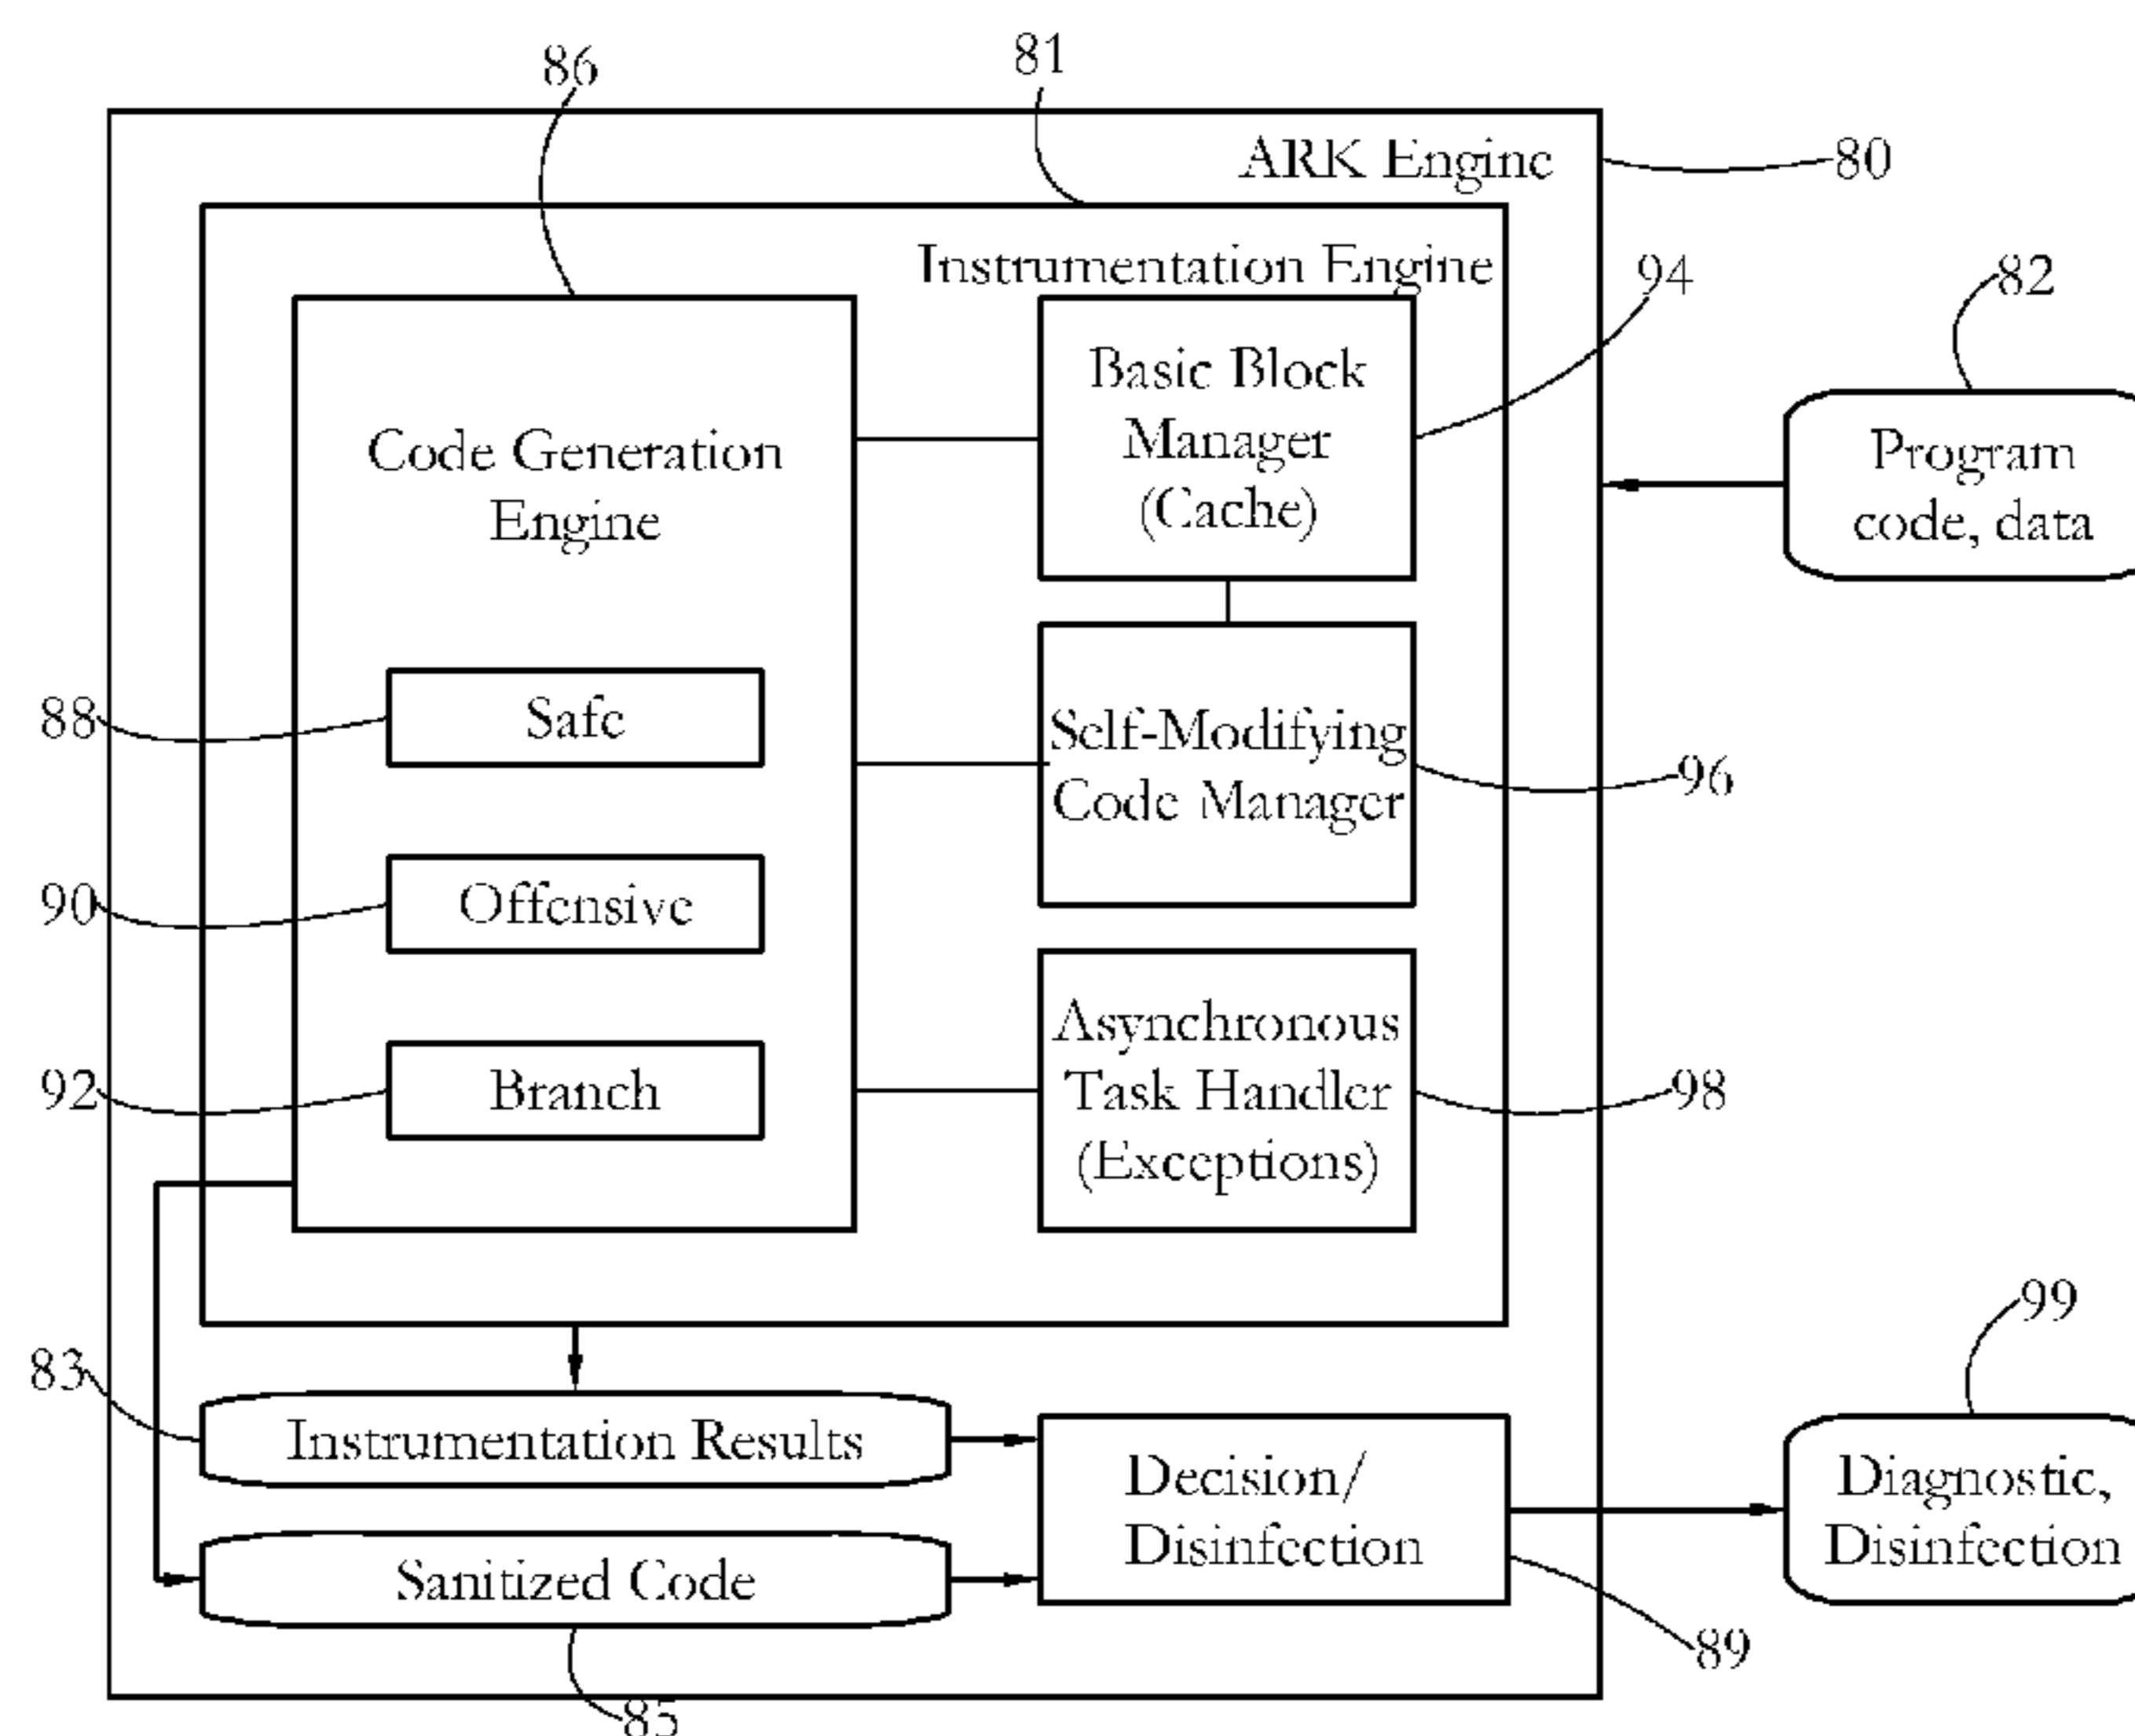 86
81
ARK Engine
80
Instrumentation Engine
94
82
Basic Block
Manager
(Cache)
Program
code, data
Code Generation
Engine
88
Safe
Self-Modifying
Code Manager
96
90
Offensive
Asynchronous
Task Handler
(Exceptions)
98
92
Branch
99
83
Instrumentation Results
Decision/
Disinfection
Diagnostic,
Disinfection
Sanitized Code
89
85